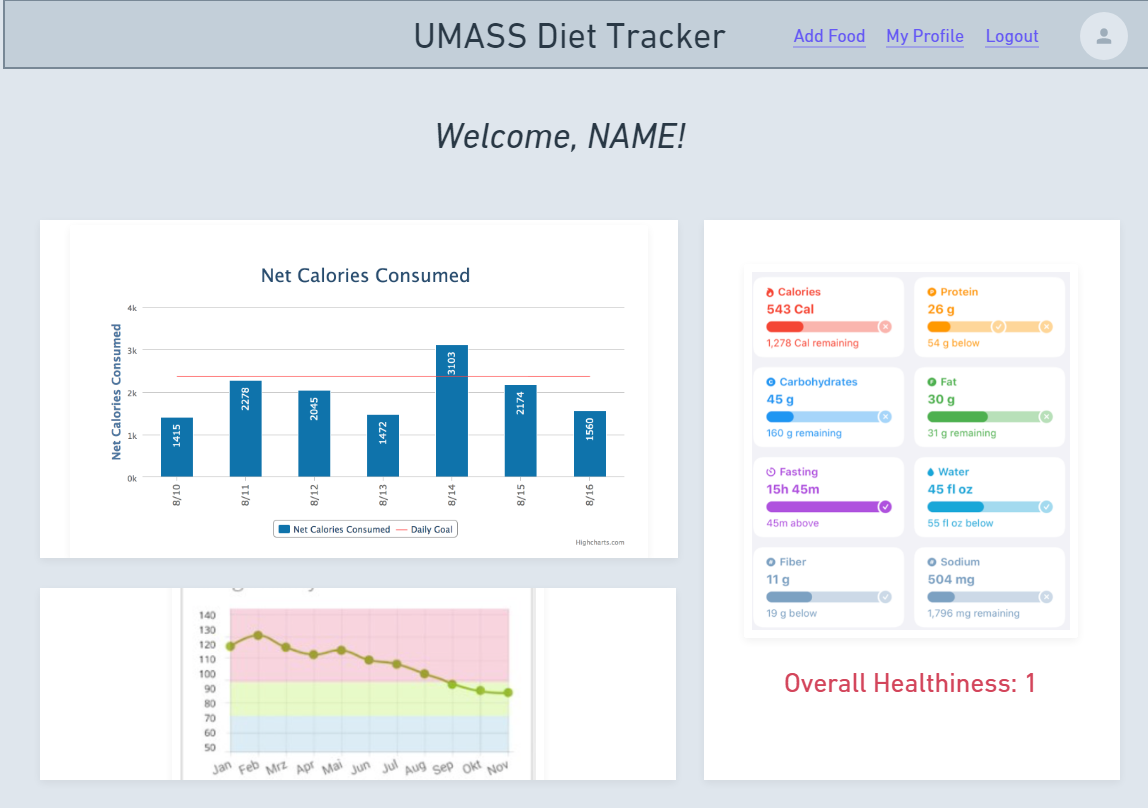 UMASS Diet Tracker
Add Food
My Profile
Logout
Welcome, NAME!
Net Calories Consumed
Net Calories Consumed
4k
3k
2k
1k
0k
1415
2278
2045
1472
3103
2174
1560
8/10
8/11
8/12
8/13
8/14
8/15
8/16
Net Calories Consumed
Daily Goal
Highcharts.com
Calories
543 Cal
1,278 Cal remaining
Protein
26 g
54 g below
Carbohydrates
45 g
160 g remaining
Fat
30 g
31 g remaining
Fasting
15h 45m
45m above
Water
45 fl oz
55 fl oz below
Fiber
11 g
19 g below
Sodium
504 mg
1,796 mg remaining
Overall Healthiness: 1
140
130
120
110
100
90
80
70
60
50
Jan
Feb
Mrz
Apr
Mai
Jun
Jul
Aug
Sep
Okt
Nov